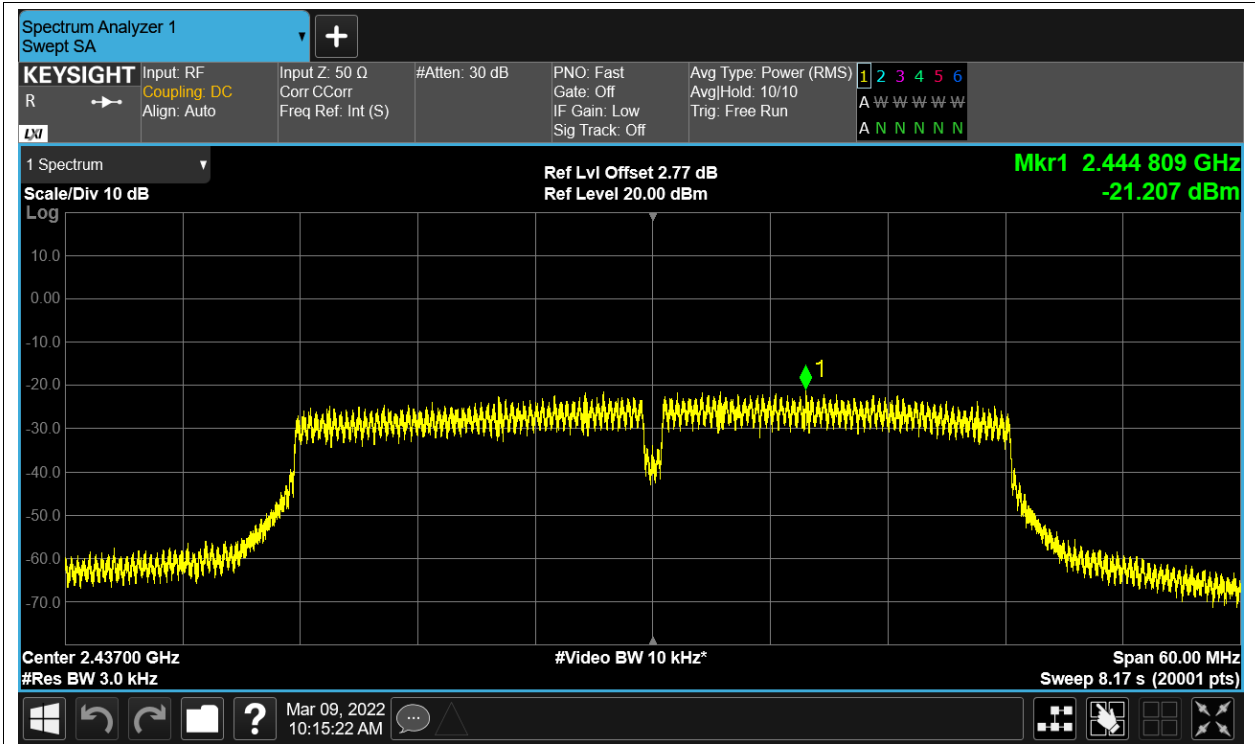 Spectrum Analyzer 1
Swept SA
KEYSIGHT
R
LXI
Input: RF
Coupling: DC
Align: Auto
Input Z: 50 Ω
Corr CCorr
Freq Ref: Int (S)
#Atten: 30 dB
PNO: Fast
Gate: Off
IF Gain: Low
Sig Track: Off
Avg Type: Power (RMS)
Avg|Hold: 10/10
Trig: Free Run
1 2 3 4 5 6
A W W W W W
A N N N N N
1 Spectrum
Scale/Div 10 dB
Log
Ref Lvl Offset 2.77 dB
Ref Level 20.00 dBm
Mkr1 2.444 809 GHz
-21.207 dBm
10.0
0.00
-10.0
1
-20.0
-30.0
-40.0
-50.0
-60.0
-70.0
Center 2.43700 GHz
#Res BW 3.0 kHz
#Video BW 10 kHz*
Span 60.00 MHz
Sweep 8.17 s (20001 pts)
?
Mar 09, 2022
10:15:22 AM